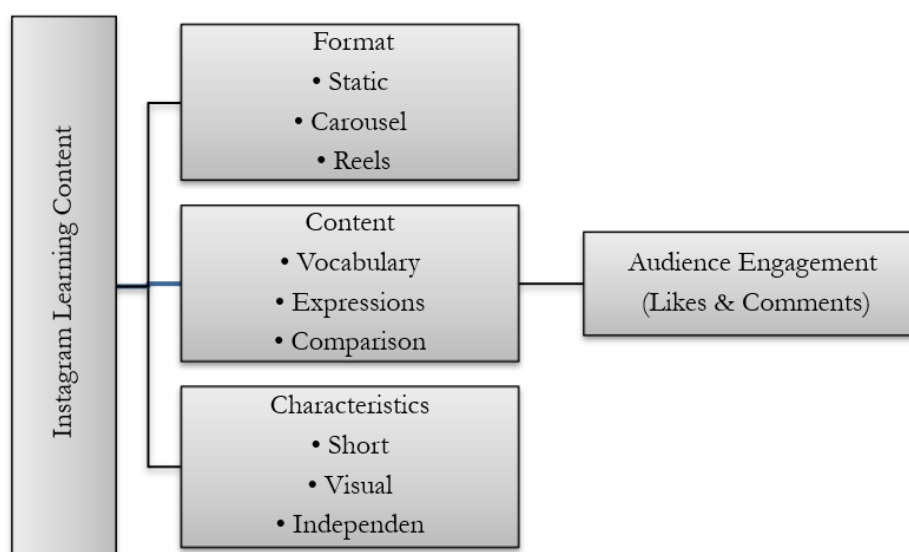 Instagram Learning Content
Format
• Static
• Carousel
• Reels
Content
• Vocabulary
• Expressions
• Comparison
Characteristics
• Short
• Visual
• Independen
Audience Engagement
(Likes & Comments)